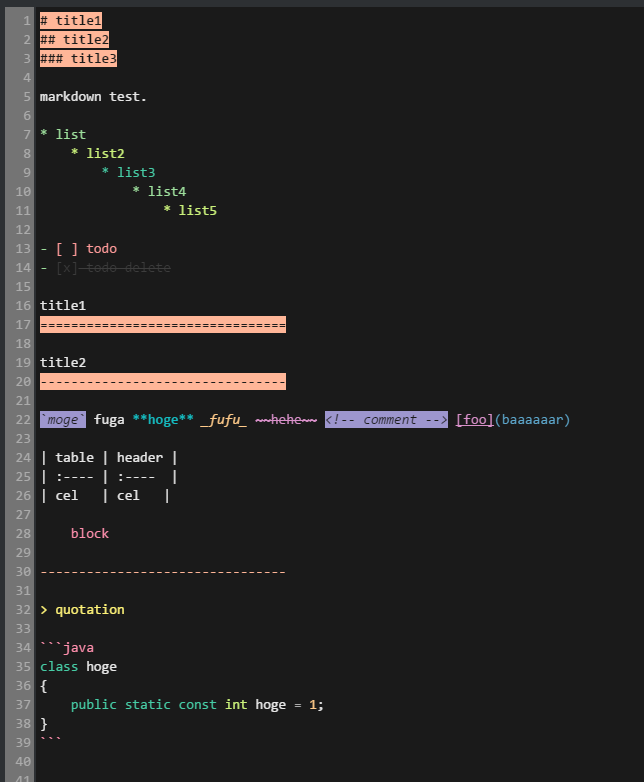 1 # title1
2 ## title2
3 ### title3
4
5 markdown test.
6
7 * list
8     * list2
9         * list3
10             * list4
11                 * list5
12
13 - [ ] todo
14 - [x] todo delete
15
16 title1
17 ================================
18
19 title2
20 --------------------------------
21
22 `moge` fuga **hoge** _fufu_ ~~hehe~~ <!-- comment --> [foo](baaaaaar)
23
24 | table | header |
25 | :---- | :----  |
26 | cel   | cel   |
27
28     block
29
30 --------------------------------
31
32 > quotation
33
34 ```java
35 class hoge
36 {
37     public static const int hoge = 1;
38 }
39 ```
40
41